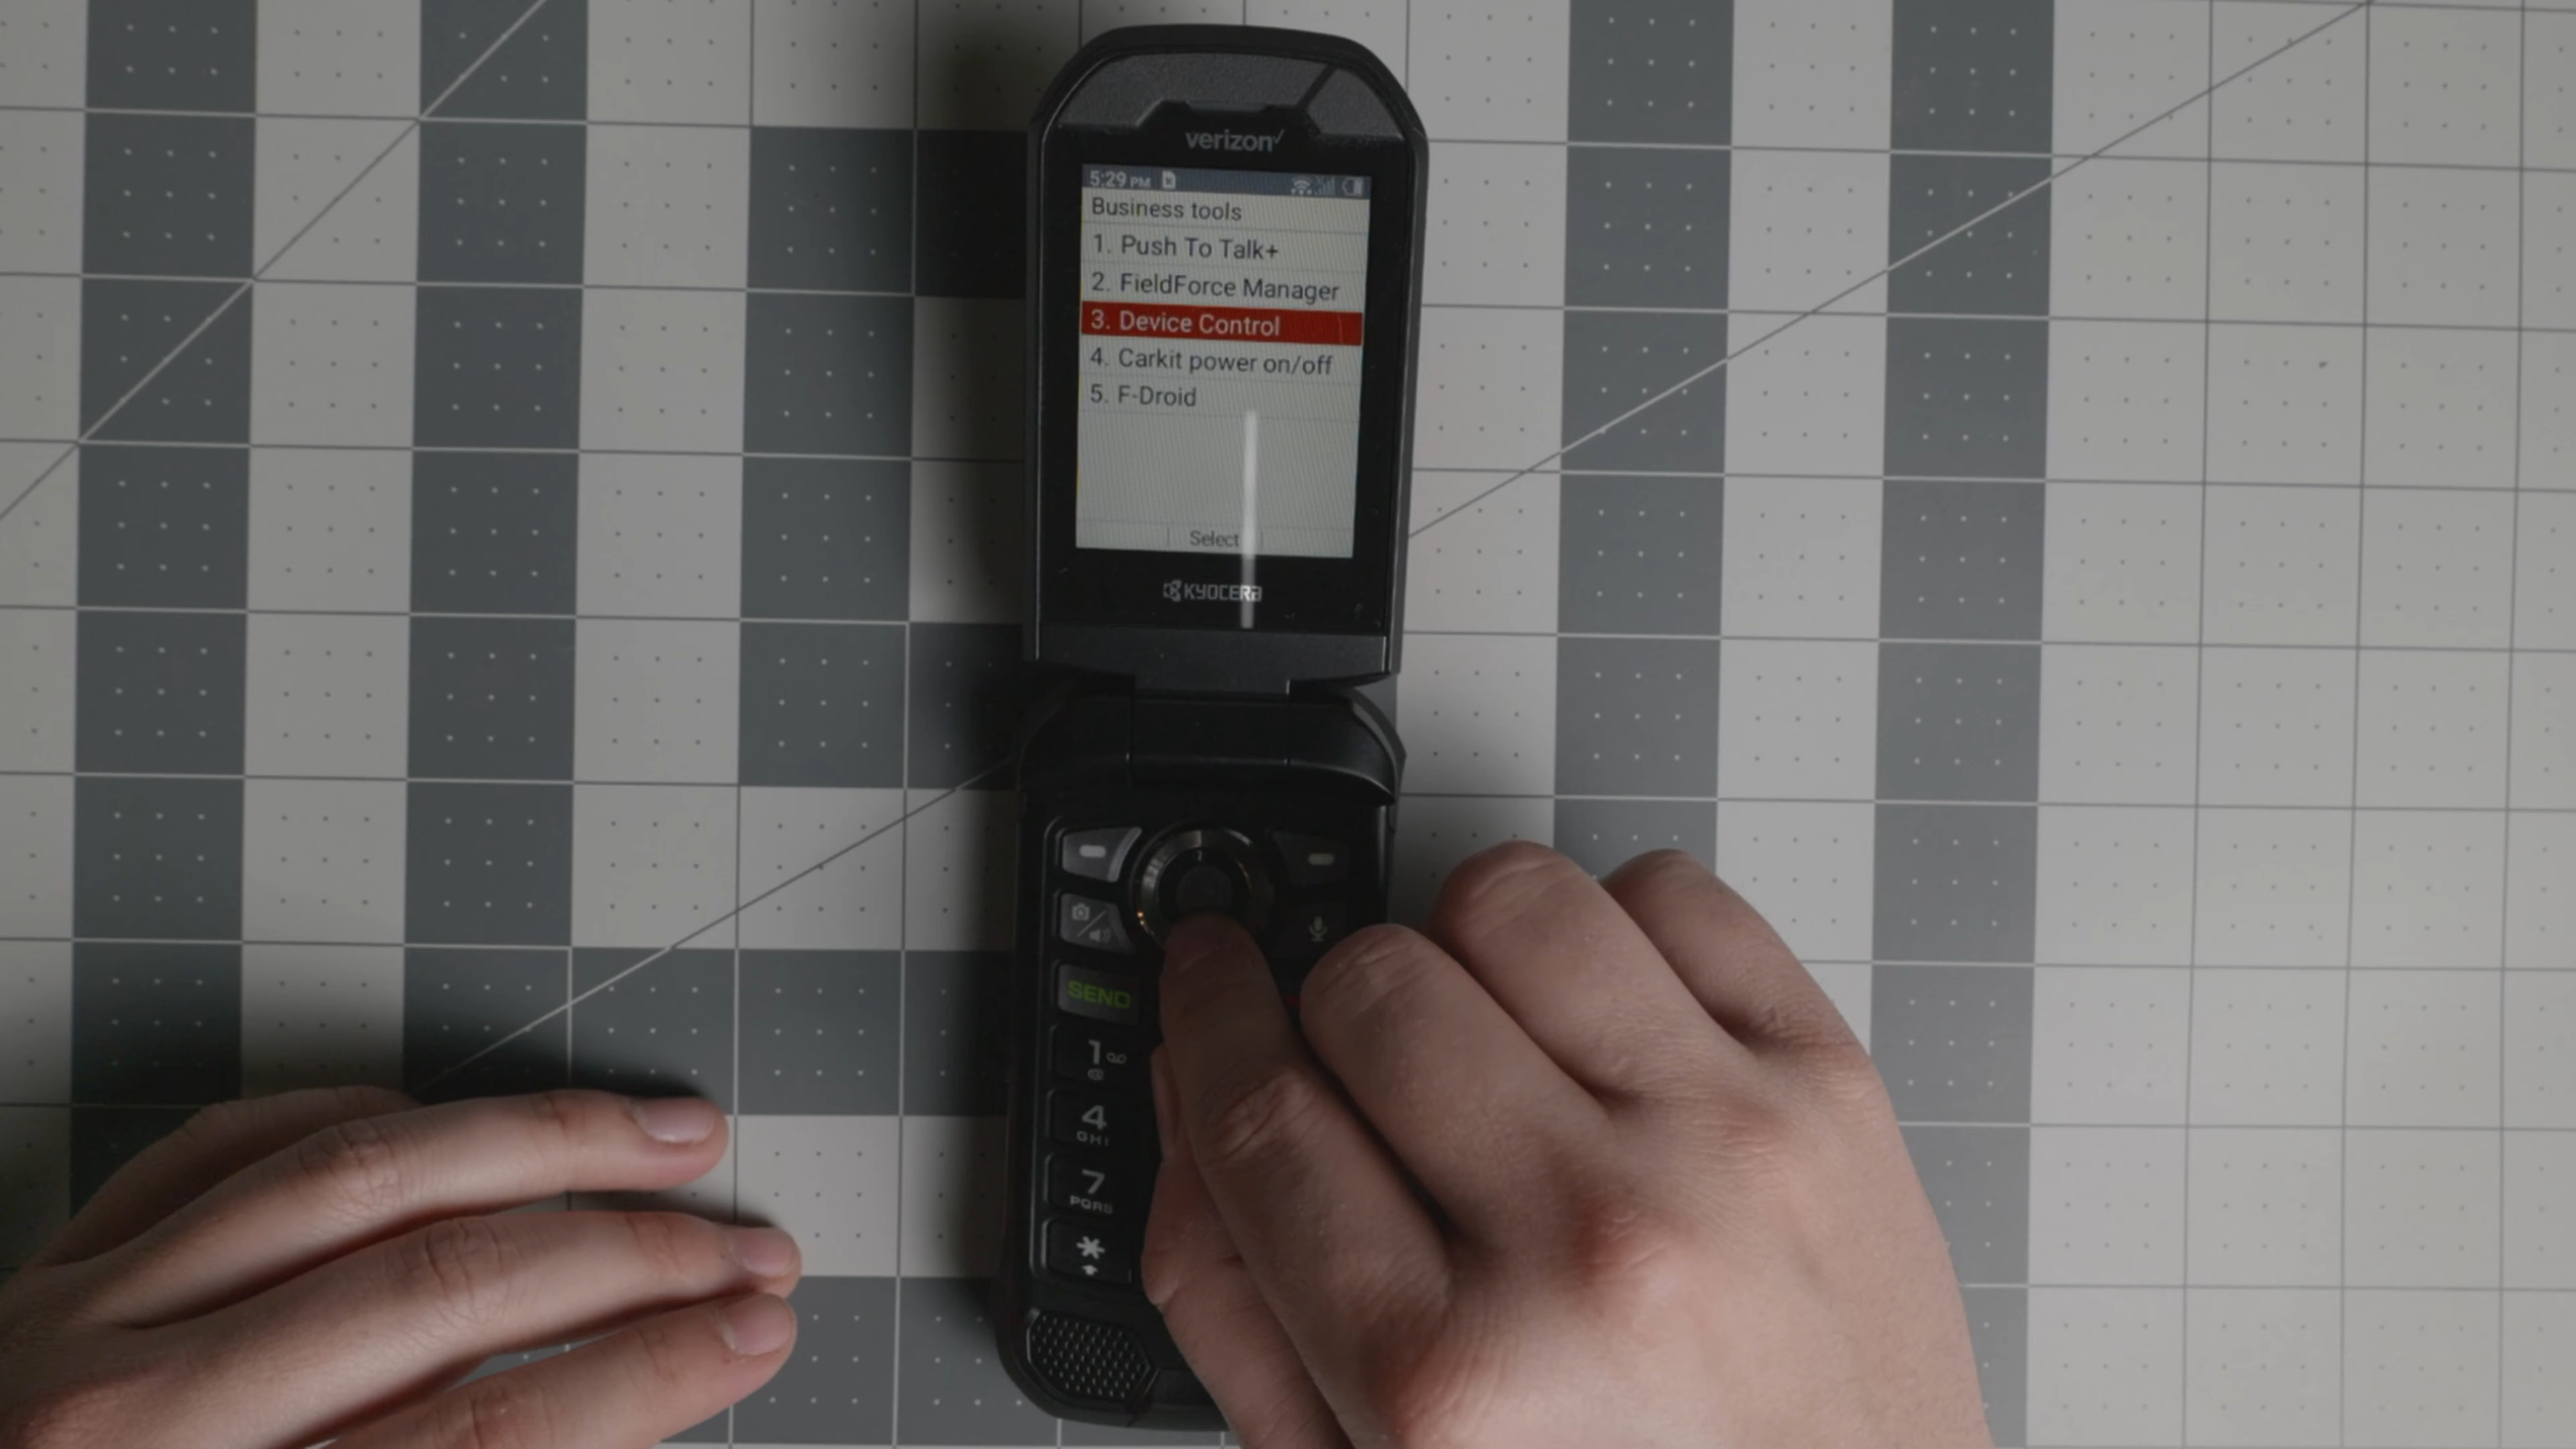 verizon✓
5:29 PM
Business tools
1. Push To Talk+
2. FieldForce Manager
3. Device Control
4. Carkit power on/off
5. F-Droid
Select
KYOCERA
SEND
1
4
GHI
7
PQRS
*